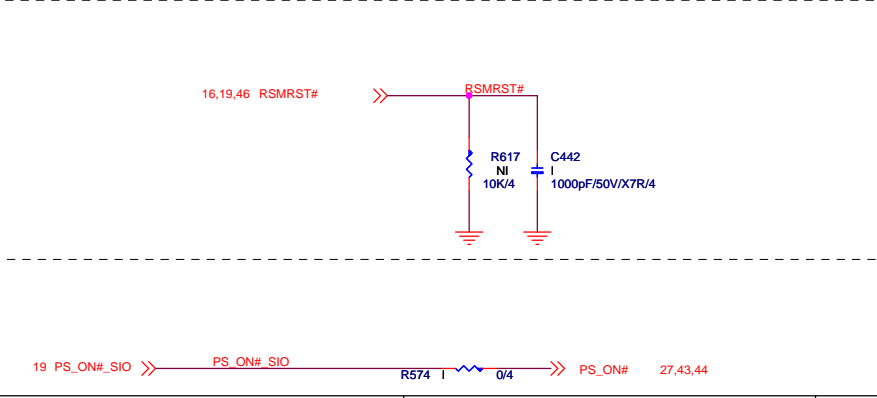 16,19,46 RSMRST# RSMRST#
R617 C442
NI I
10K/4 1000pF/50V/X7R/4
19 PS_ON#_SIO PS_ON#_SIO R574 I 0/4 PS_ON# 27,43,44